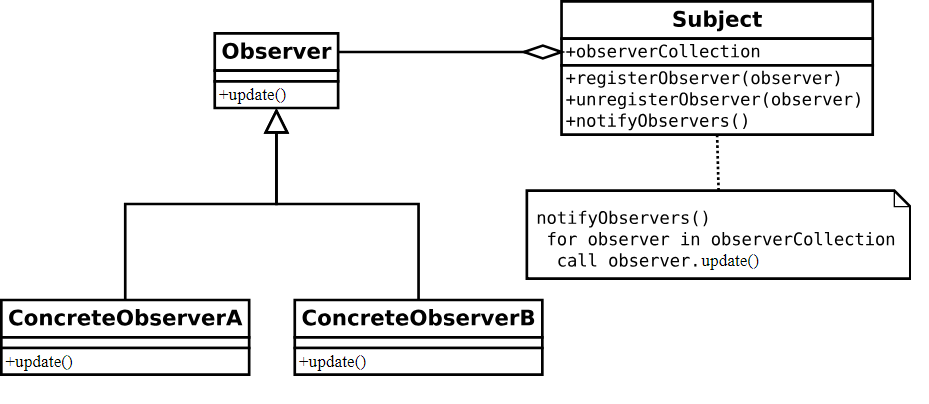 Subject
+observerCollection
+registerObserver(observer)
+unregisterObserver(observer)
+notifyObservers()
Observer
+update()
notifyObservers()
for observer in observerCollection
call observer.update()
ConcreteObserverA
+update()
ConcreteObserverB
+update()